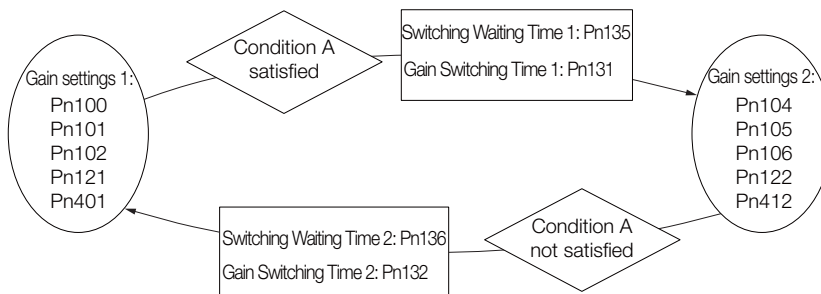 Gain settings 1:
Pn100
Pn101
Pn102
Pn121
Pn401
Condition A
satisfied
Switching Waiting Time 1: Pn135
Gain Switching Time 1: Pn131
Gain settings 2:
Pn104
Pn105
Pn106
Pn122
Pn412
Condition A
not satisfied
Switching Waiting Time 2: Pn136
Gain Switching Time 2: Pn132